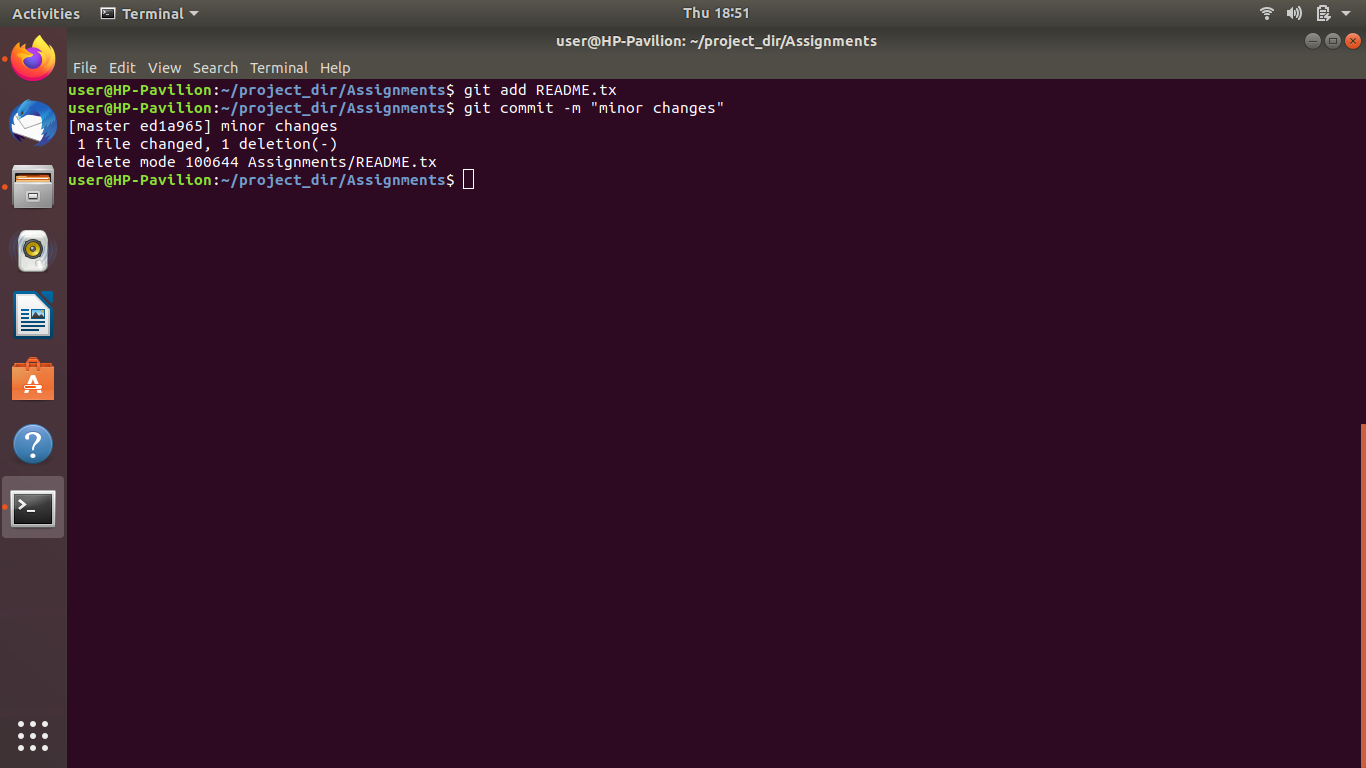 Activities Terminal Thu 18:51
user@HP-Pavilion: ~/project_dir/Assignments
File Edit View Search Terminal Help
user@HP-Pavilion:~/project_dir/Assignments$ git add README.tx
user@HP-Pavilion:~/project_dir/Assignments$ git commit -m "minor changes"
[master ed1a965] minor changes
 1 file changed, 1 deletion(-)
 delete mode 100644 Assignments/README.tx
user@HP-Pavilion:~/project_dir/Assignments$